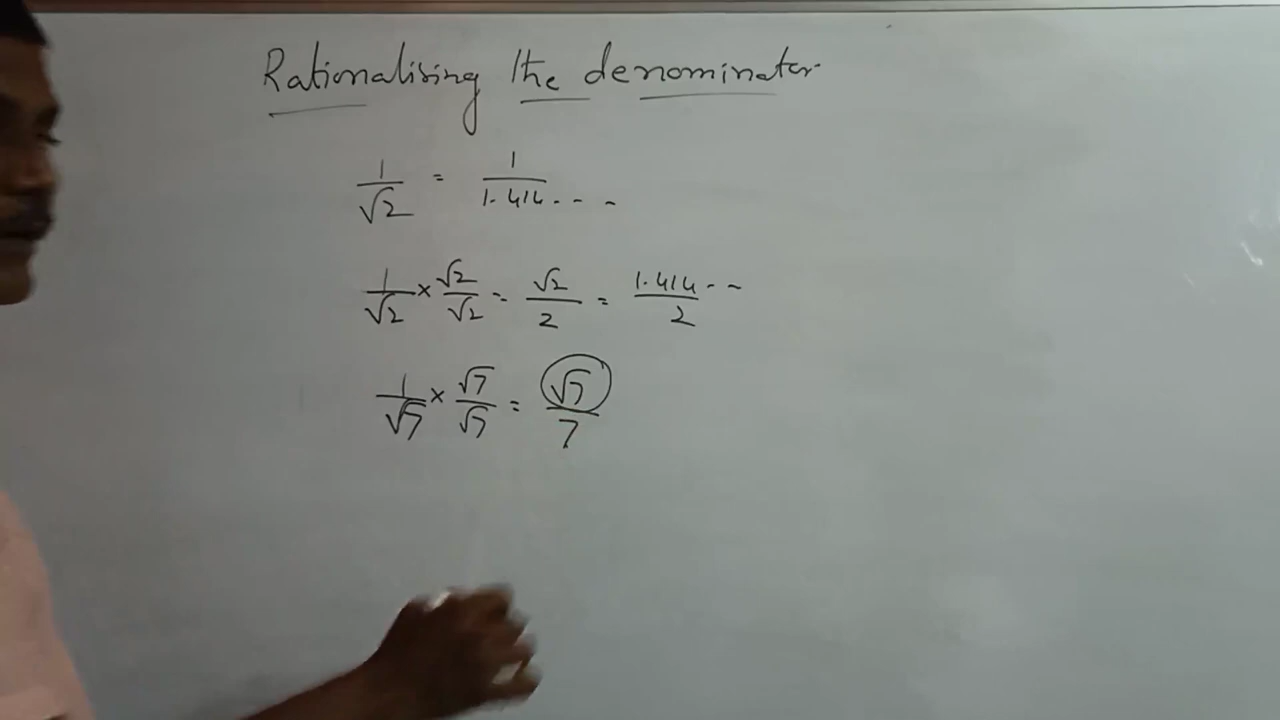 Rationalising the denominator
1/√2 = 1/1.414...
1/√2 × √2/√2 = √2/2 = 1.414../2
1/√7 × √7/√7 = √7/7